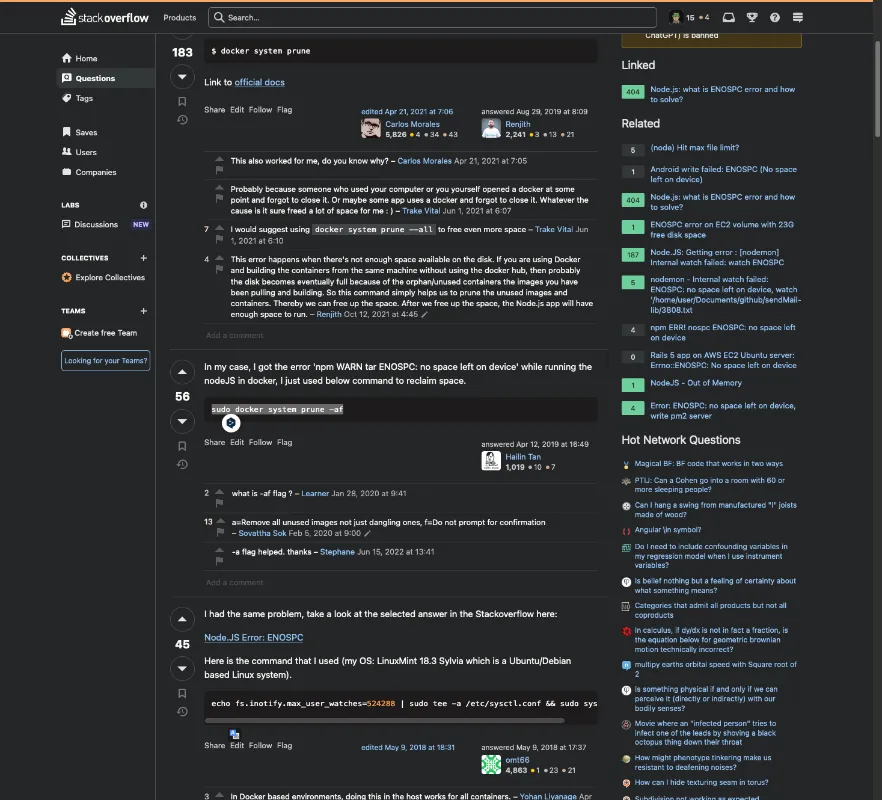 stackoverflow
Products
Search...
15 • 4
ChatGPT) is banned
Home
Questions
Tags
Saves
Users
Companies
LABS
Discussions NEW
COLLECTIVES
Explore Collectives
TEAMS
Create free Team
Looking for your Teams?
183
$ docker system prune
Link to official docs
Share Edit Follow Flag
edited Apr 21, 2021 at 7:06
Carlos Morales
5,826 • 4 • 34 • 43
answered Aug 29, 2019 at 8:09
Renjith
2,241 • 3 • 13 • 21
This also worked for me, do you know why? – Carlos Morales Apr 21, 2021 at 7:05
Probably because someone who used your computer or you yourself opened a docker at some
point and forgot to close it. Or maybe some app uses a docker and forgot to close it. Whatever the
cause is it sure freed a lot of space for me : ) – Trake Vital Jun 1, 2021 at 6:07
7 I would suggest using docker system prune --all to free even more space – Trake Vital Jun
1, 2021 at 6:10
4 This error happens when there's not enough space available on the disk. If you are using Docker
and building the containers from the same machine without using the docker hub, then probably
the disk becomes eventually full because of the orphan/unused containers the images you have
been pulling and building. So this command simply helps us to prune the unused images and
containers. Thereby we can free up the space. After we free up the space, the Node.js app will have
enough space to run. – Renjith Oct 12, 2021 at 4:45
Add a comment
In my case, I got the error 'npm WARN tar ENOSPC: no space left on device' while running the
nodeJS in docker, I just used below command to reclaim space.
56
sudo docker system prune -af
Share Edit Follow Flag
answered Apr 12, 2019 at 16:49
Hailin Tan
1,019 • 10 • 7
2 what is -af flag ? – Learner Jan 28, 2020 at 9:41
13 a=Remove all unused images not just dangling ones, f=Do not prompt for confirmation
– Sovattha Sok Feb 5, 2020 at 9:00
-a flag helped. thanks – Stephane Jun 15, 2022 at 13:41
Add a comment
I had the same problem, take a look at the selected answer in the Stackoverflow here:
45
Node.JS Error: ENOSPC
Here is the command that I used (my OS: LinuxMint 18.3 Sylvia which is a Ubuntu/Debian
based Linux system).
echo fs.inotify.max_user_watches=524288 | sudo tee -a /etc/sysctl.conf && sudo sys
Share Edit Follow Flag
edited May 9, 2018 at 18:31
answered May 9, 2018 at 17:37
omt66
4,863 • 1 • 23 • 21
3 In Docker based environments, doing this in the host works for all containers. – Yohan Liyanage Apr
Linked
404 Node.js: what is ENOSPC error and how
to solve?
Related
5 (node) Hit max file limit?
1 Android write failed: ENOSPC (No space
left on device)
404 Node.js: what is ENOSPC error and how
to solve?
1 ENOSPC error on EC2 volume with 23G
free disk space
187 Node.JS: Getting error : [nodemon]
Internal watch failed: watch ENOSPC
5 nodemon - Internal watch failed:
ENOSPC: no space left on device, watch
'/home/user/Documents/github/sendMail-
lib/3808.txt
4 npm ERR! nospc ENOSPC: no space left
on device
0 Rails 5 app on AWS EC2 Ubuntu server:
Errno::ENOSPC: No space left on device
1 NodeJS - Out of Memory
4 Error: ENOSPC: no space left on device,
write pm2 server
Hot Network Questions
Magical BF: BF code that works in two ways
PTIJ: Can a Cohen go into a room with 60 or
more sleeping people?
Can I hang a swing from manufactured "I" joists
made of wood?
Angular \in symbol?
Do I need to include confounding variables in
my regression model when I use instrument
variables?
Is belief nothing but a feeling of certainty about
what something means?
Categories that admit all products but not all
coproducts
In calculus, if dy/dx is not in fact a fraction, is
the equation below for geometric brownian
motion technically incorrect?
multipy earths orbital speed with Square root of
2
Is something physical if and only if we can
perceive it (directly or indirectly) with our
bodily senses?
Movie where an "infected person" tries to
infect one of the leads by shoving a black
octopus thing down their throat
How might phenotype tinkering make us
resistant to deafening noises?
How can I hide texturing seam in torus?
Subdivision not working as expected